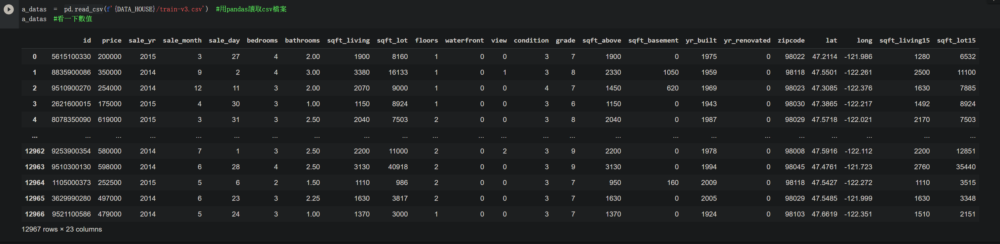 a_datas = pd.read_csv(f'{DATA_HOUSE}/train-v3.csv') #用pandas讀取csv檔案
a_datas #看一下數值
id price sale_yr sale_month sale_day bedrooms bathrooms sqft_living sqft_lot floors waterfront view condition grade sqft_above sqft_basement yr_built yr_renovated zipcode lat long sqft_living15 sqft_lot15
0 5615100330 200000 2015 3 27 4 2.00 1900 8160 1 0 0 3 7 1900 0 1975 0 98022 47.2114 -121.986 1280 6532
1 8835900086 350000 2014 9 2 4 3.00 3380 16133 1 0 1 3 8 2330 1050 1959 0 98118 47.5501 -122.261 2500 11100
2 9510900270 254000 2014 12 11 3 2.00 2070 9000 1 0 0 4 7 1450 620 1969 0 98023 47.3085 -122.376 1630 7885
3 2621600015 175000 2015 4 30 3 1.00 1150 8924 1 0 0 3 6 1150 0 1943 0 98030 47.3865 -122.217 1492 8924
4 8078350090 619000 2015 3 31 3 2.50 2040 7503 2 0 0 3 8 2040 0 1987 0 98029 47.5718 -122.021 2170 7503
... ... ... ... ... ... ... ... ... ... ... ... ... ... ... ... ... ... ... ... ... ... ... ...
12962 9253900354 580000 2014 7 1 3 2.50 2200 11000 2 0 2 3 9 2200 0 1978 0 98008 47.5916 -122.112 2200 12851
12963 9510300130 598000 2014 6 28 4 2.50 3130 40918 2 0 0 3 9 3130 0 1994 0 98045 47.4761 -121.723 2760 35440
12964 1105000373 252500 2015 5 6 2 1.50 1110 986 2 0 0 3 7 950 160 2009 0 98118 47.5427 -122.272 1110 3515
12965 3629990280 497000 2014 6 23 3 2.25 1630 3817 2 0 0 3 7 1630 0 2005 0 98029 47.5485 -121.999 1630 3348
12966 9521100586 479000 2014 5 24 3 1.00 1370 3000 1 0 0 3 7 1370 0 1924 0 98103 47.6619 -122.351 1510 2151
12967 rows × 23 columns